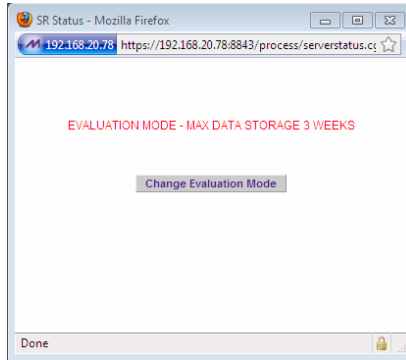 SR Status - Mozilla Firefox
192.168.20.78 https://192.168.20.78:8843/process/serverstatus.cg
EVALUATION MODE - MAX DATA STORAGE 3 WEEKS
Change Evaluation Mode
Done